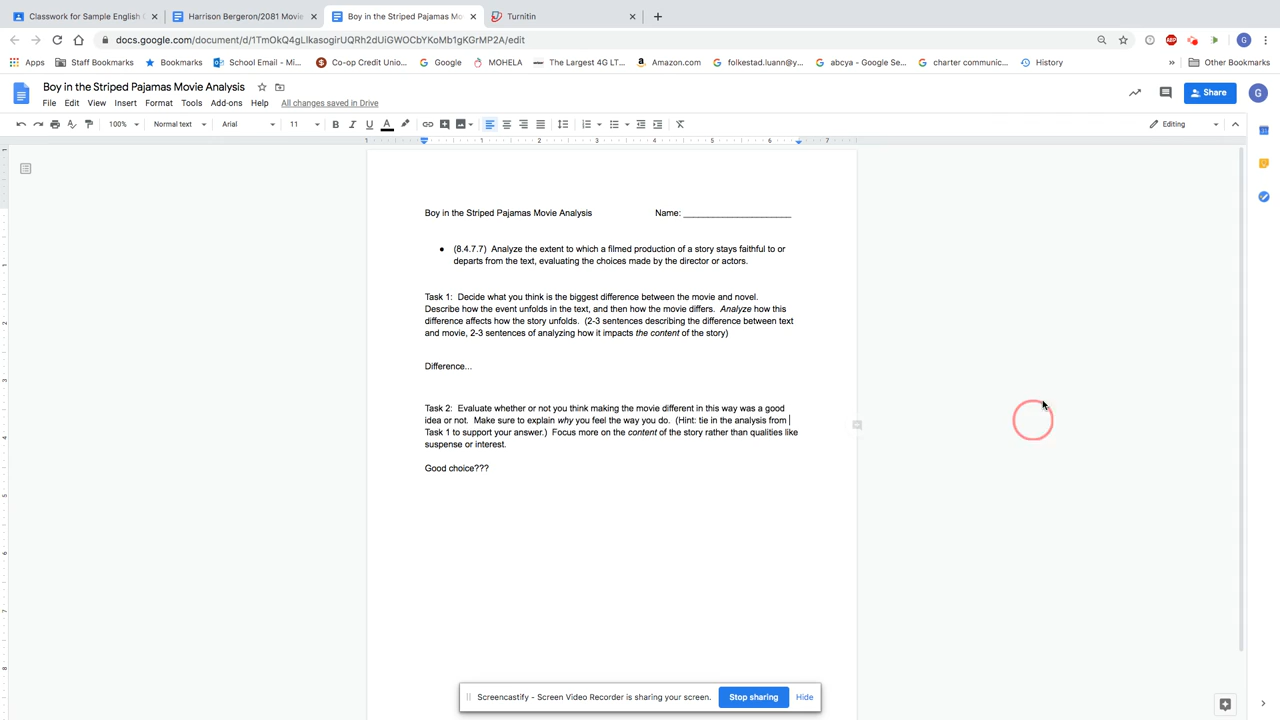 Classwork for Sample English
Harrison Bergeron/2081 Movie
Boy in the Striped Pajamas Mo
Turnitin
docs.google.com/document/d/1TmOkQ4gLlkasogirUQRh2dUiGWOCbYKoMb1gKGrMP2A/edit
Apps Staff Bookmarks Bookmarks School Email - Mi... Co-op Credit Unio... Google MOHELA The Largest 4G LT... Amazon.com folkestad.luann@y... abcya - Google Se... charter communic... History » Other Bookmarks
Boy in the Striped Pajamas Movie Analysis
Share
File Edit View Insert Format Tools Add-ons Help All changes saved in Drive
100% Normal text Arial 11 B I U A Editing
1 1 2 3 4 5 6 7
Boy in the Striped Pajamas Movie Analysis Name: ______________________
● (8.4.7.7) Analyze the extent to which a filmed production of a story stays faithful to or
departs from the text, evaluating the choices made by the director or actors.
Task 1: Decide what you think is the biggest difference between the movie and novel.
Describe how the event unfolds in the text, and then how the movie differs. Analyze how this
difference affects how the story unfolds. (2-3 sentences describing the difference between text
and movie, 2-3 sentences of analyzing how it impacts the content of the story)
Difference...
Task 2: Evaluate whether or not you think making the movie different in this way was a good
idea or not. Make sure to explain why you feel the way you do. (Hint: tie in the analysis from
Task 1 to support your answer.) Focus more on the content of the story rather than qualities like
suspense or interest.
Good choice???
Screencastify - Screen Video Recorder is sharing your screen. Stop sharing Hide